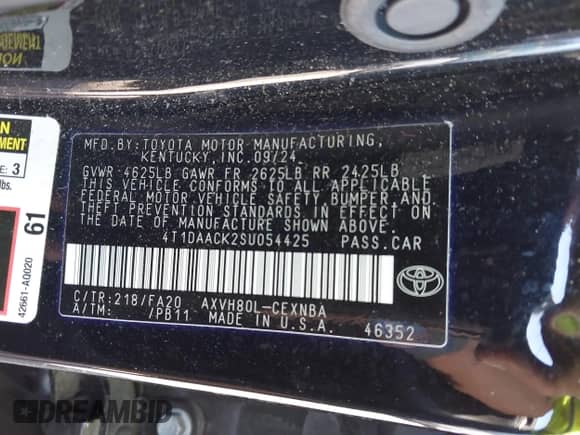 MFD.BY:TOYOTA MOTOR MANUFACTURING,
KENTUCKY, INC. 09/24
GVWR 4625LB GAWR FR 2625LB RR 2425LB
THIS VEHICLE CONFORMS TO ALL APPLICABLE
FEDERAL MOTOR VEHICLE SAFETY, BUMPER, AND
THEFT PREVENTION STANDARDS IN EFFECT ON
THE DATE OF MANUFACTURE SHOWN ABOVE.
4T1DAACK2SU054425 PASS.CAR
C/TR:218/FA20 AXVH80L-CEXNBA
A/TM: /PB11 MADE IN U.S.A. 46352
3
lbs.
61
42661-A0020
DREAMBID